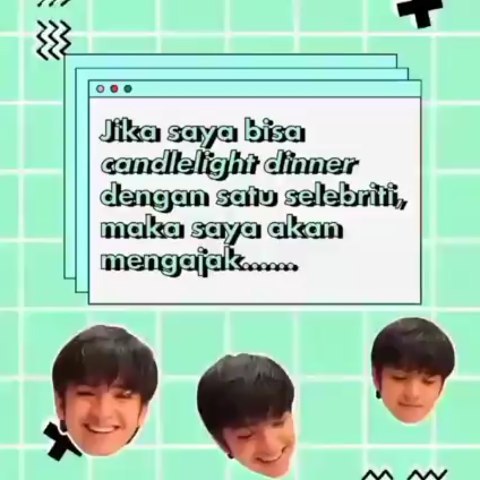 Jika saya bisa
candlelight dinner
dengan satu selebriti,
maka saya akan
mengajak......